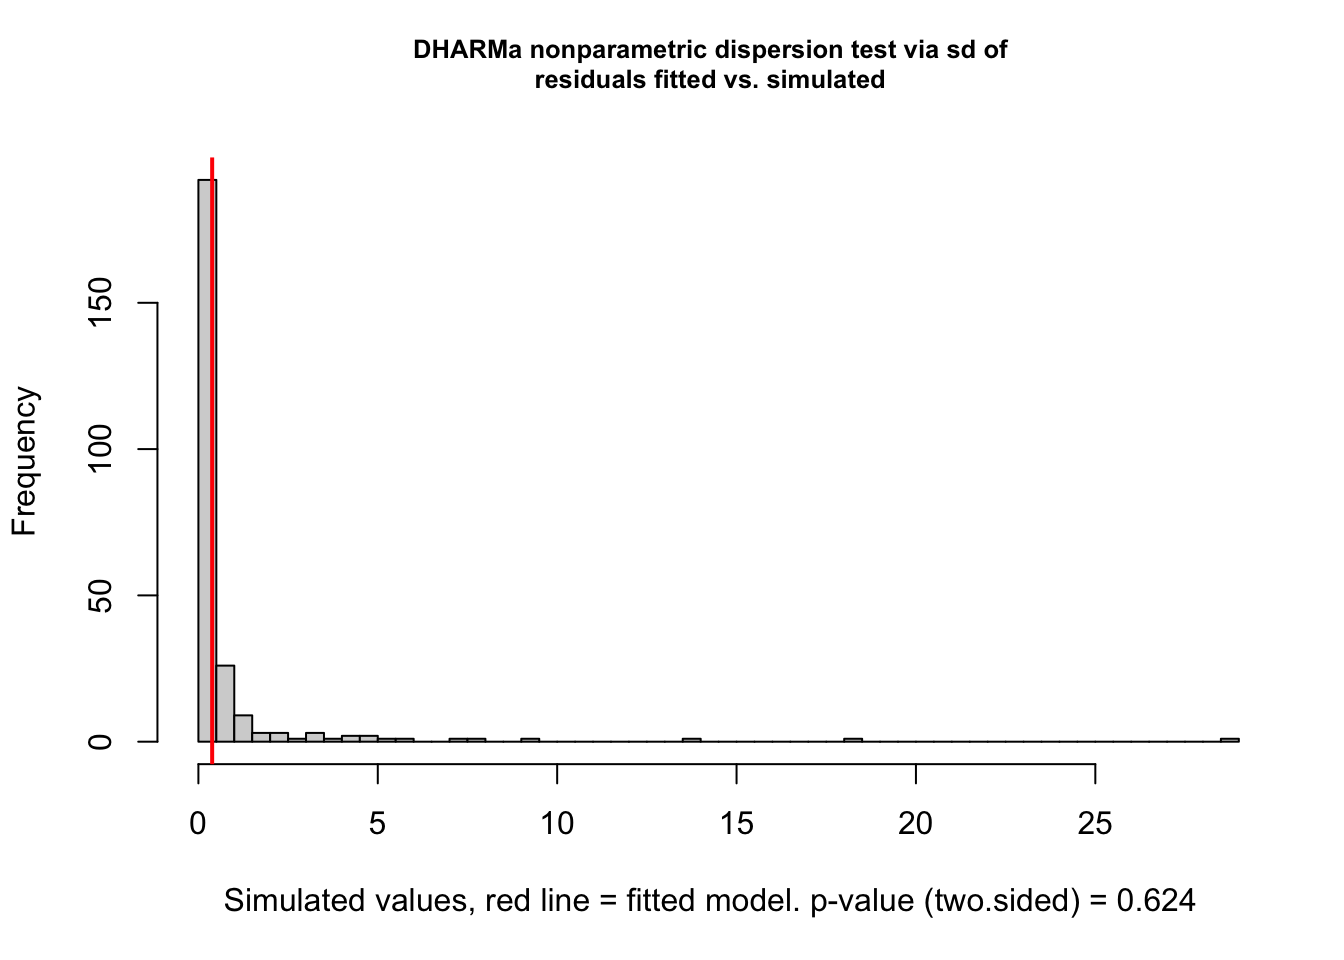 DHARMa nonparametric dispersion test via sd of
residuals fitted vs. simulated
Frequency
150
100
50
0
0 5 10 15 20 25
Simulated values, red line = fitted model. p-value (two.sided) = 0.624